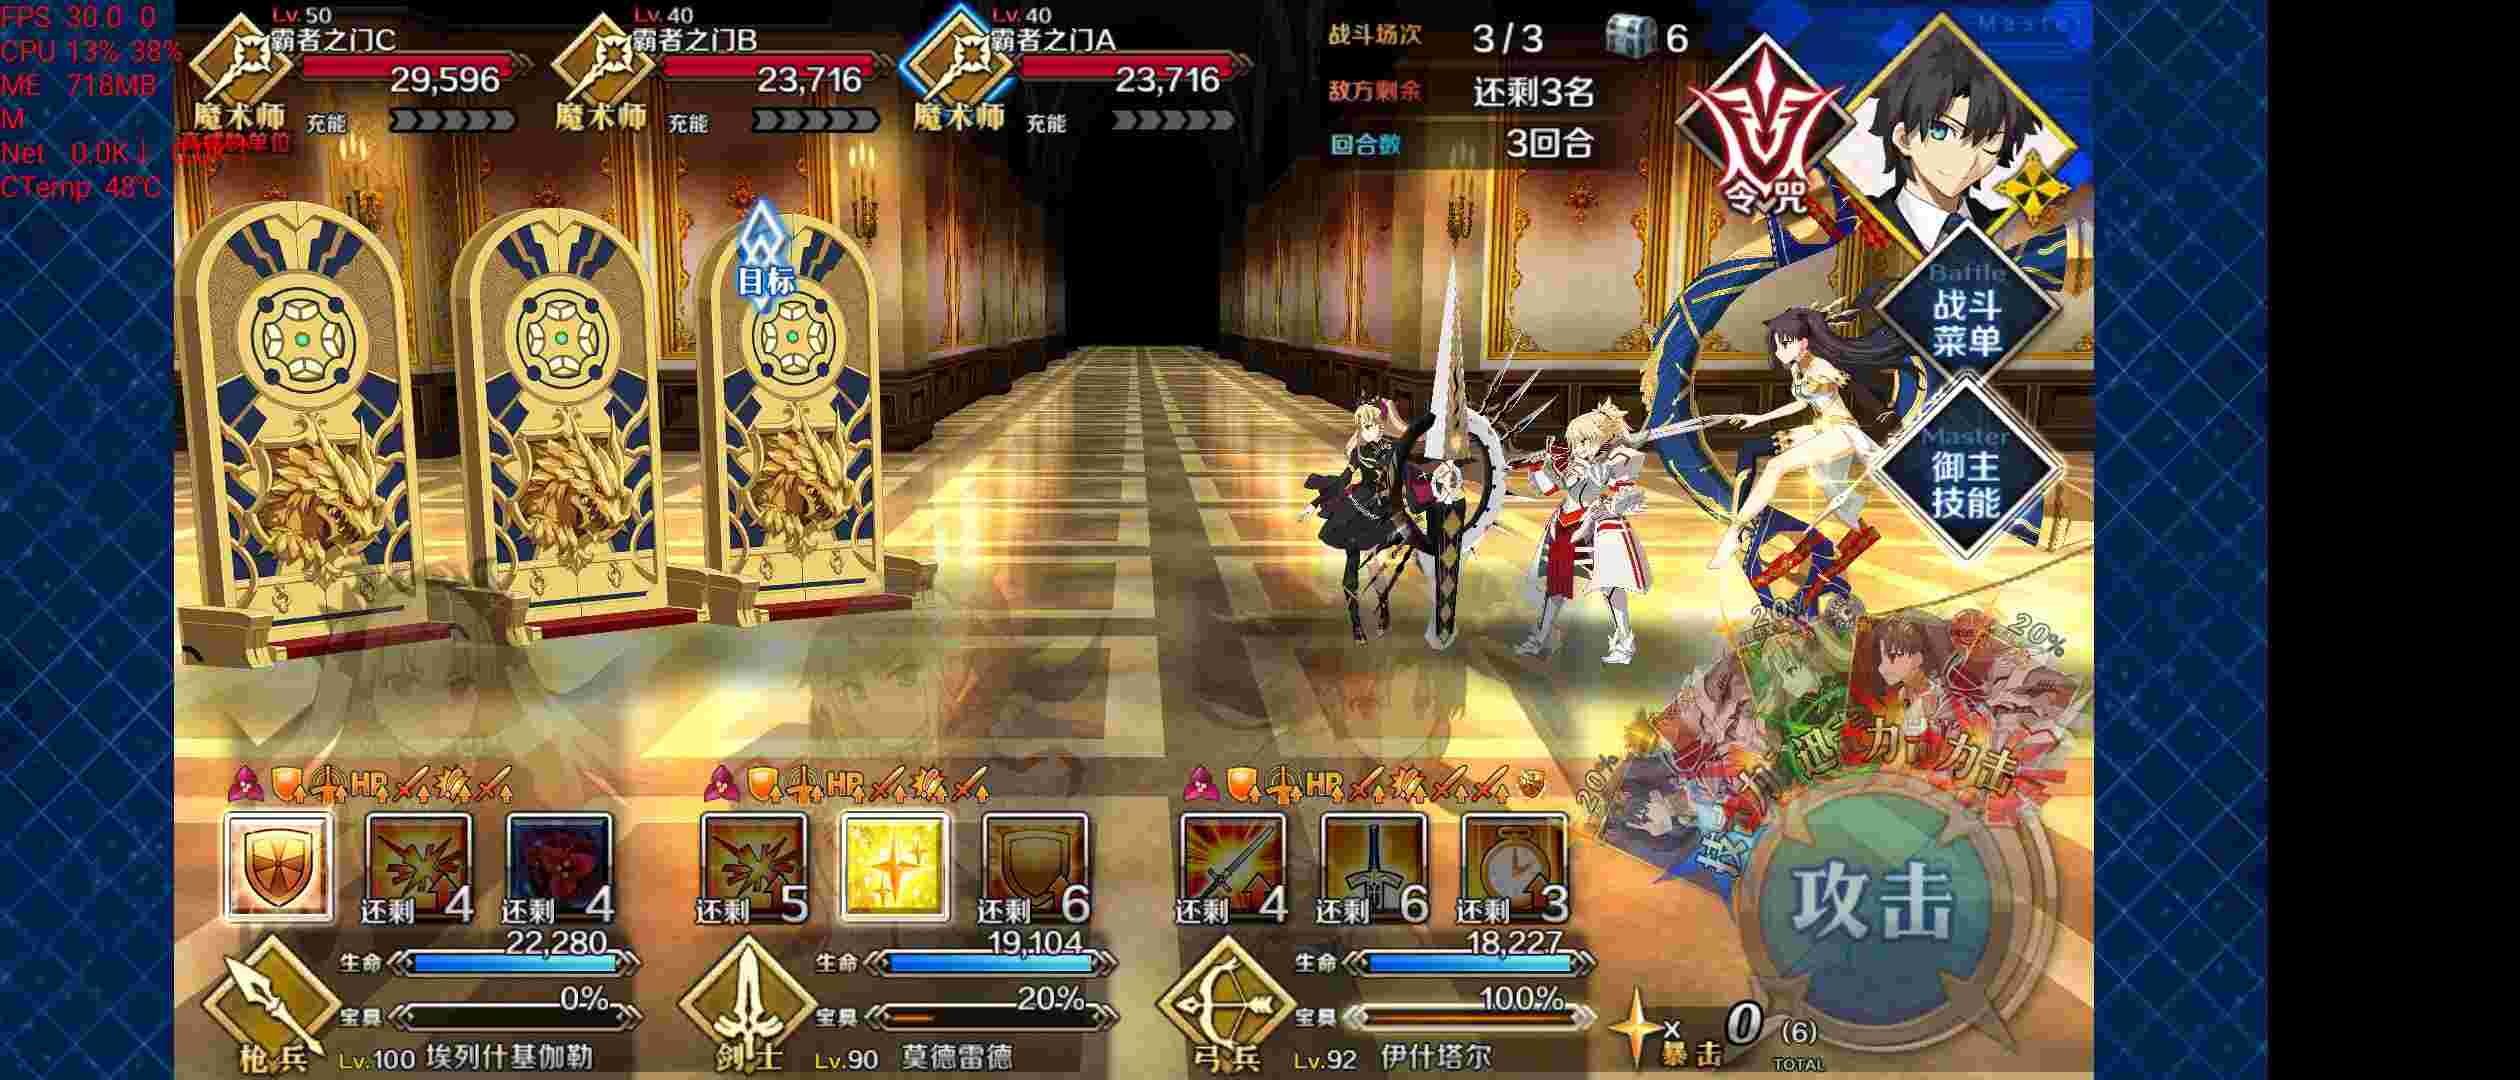 FPS 30.0 0
CPU 13% 38%
ME 718MB
M
Net 0.0K↓
CTemp 48℃
Lv.50
霸者之门C
29,596
魔术师 充能
Lv.40
霸者之门B
23,716
魔术师 充能
Lv.40
霸者之门A
23,716
魔术师 充能
战斗场次 3/3 6
敌方剩余 还剩3名
回合数 3回合
Master
令咒
目标
Battle
战斗
菜单
Master
御主
技能
20%
20%
20%
迅
力击
攻击
HP
还剩 4
还剩 4
HP
还剩 5
还剩 6
HP
还剩 4
还剩 6
还剩 3
生命 22,280
宝具 0%
枪兵 Lv.100 埃列什基伽勒
生命 19,104
宝具 20%
剑士 Lv.90 莫德雷德
生命 18,227
宝具 100%
弓兵 Lv.92 伊什塔尔
x 0 (6)
暴击 TOTAL